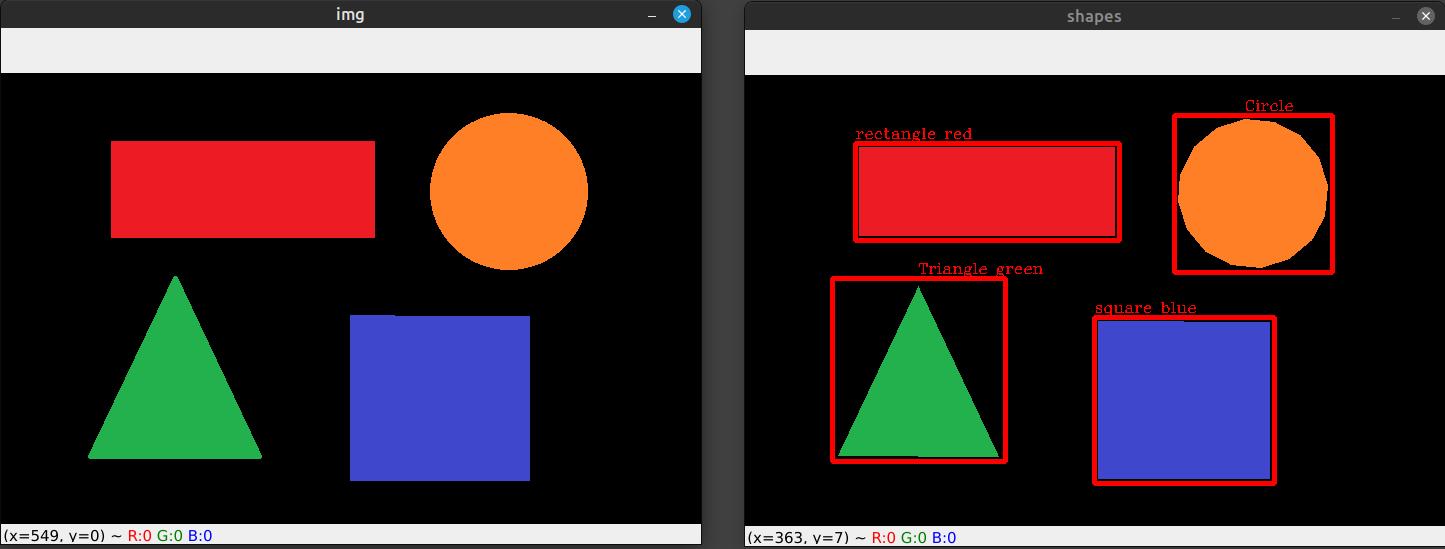 img
shapes
Circle
rectangle red
Triangle green
square blue
(x=549, y=0) ~ R:0 G:0 B:0
(x=363, y=7) ~ R:0 G:0 B:0